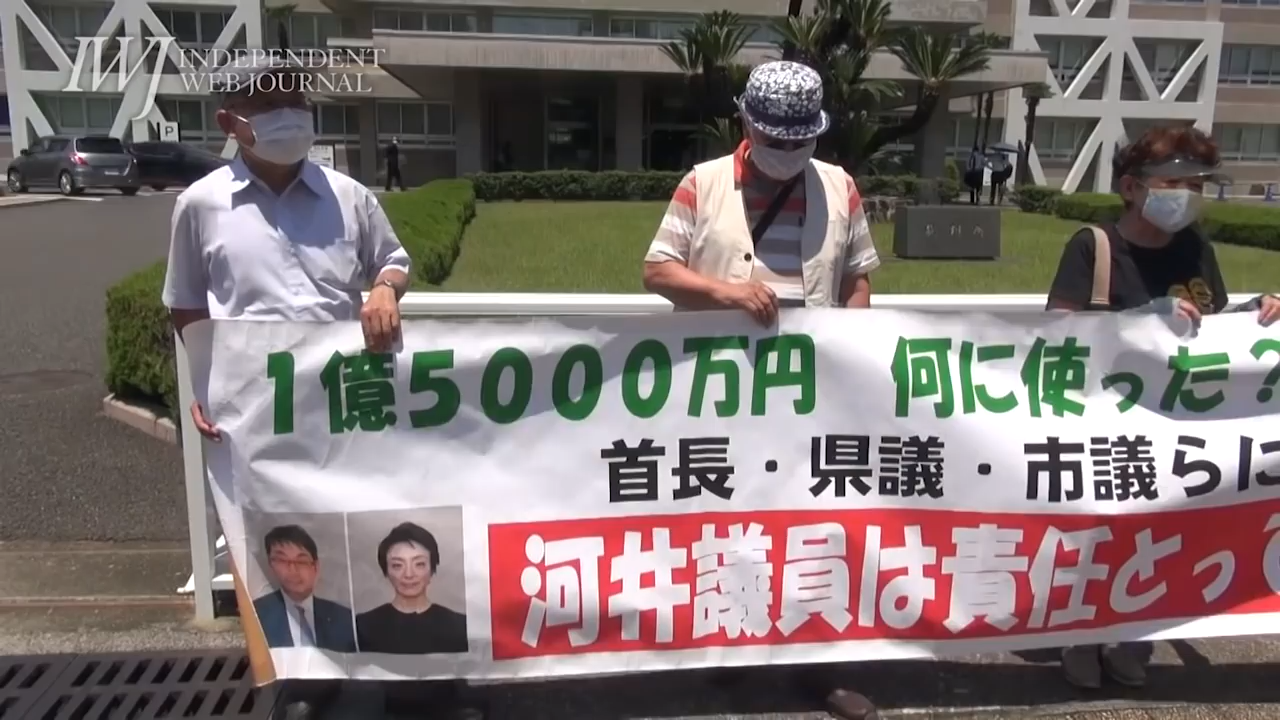 IWJ INDEPENDENT
WEB JOURNAL
P
1億5000万円 何に使った?
首長・県議・市議らに
河井議員は責任とっ